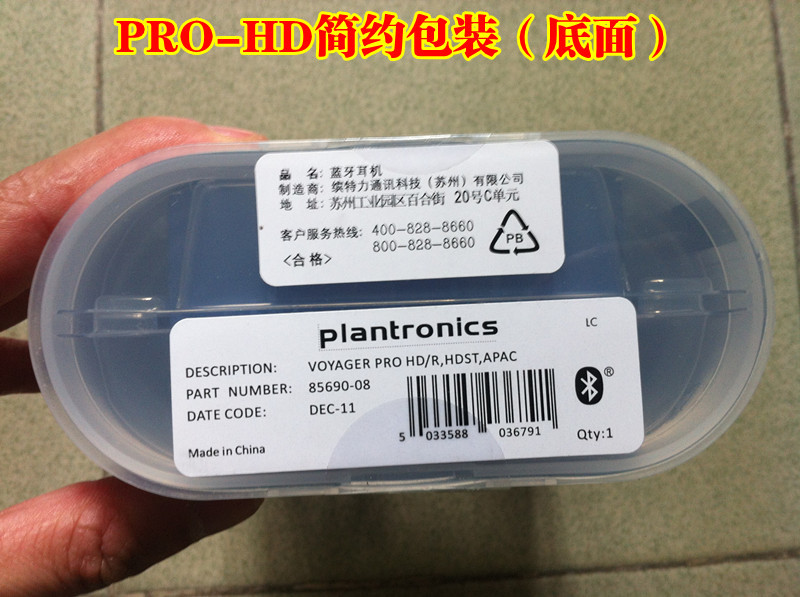 PRO-HD简约包装（底面）
品 名: 蓝牙耳机
制造商: 缤特力通讯科技（苏州）有限公司
地 址: 苏州工业园区百合街 20号C单元
客户服务热线: 400-828-8660
800-828-8660
<合格>
PB
plantronics
LC
DESCRIPTION: VOYAGER PRO HD/R,HDST,APAC
PART NUMBER: 85690-08
DATE CODE: DEC-11
5 033588 036791
®
Made in China
Qty:1